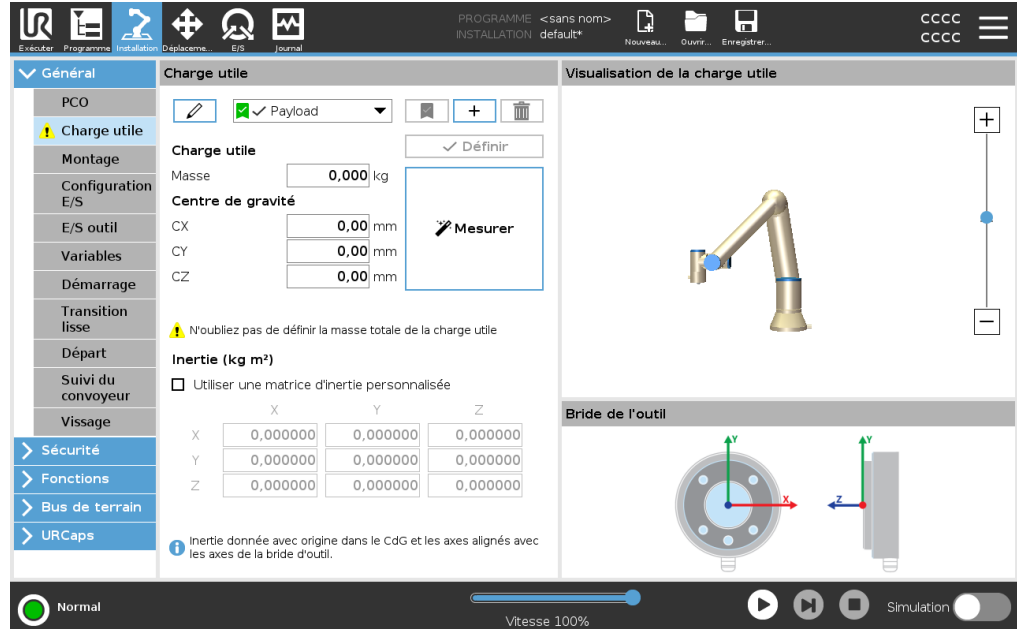 UR
Exécuter
Programme
Installation
Déplaceme...
E/S
Journal
PROGRAMME <sans nom>
INSTALLATION default*
Nouveau...
Ouvrir...
Enregistrer...
CCCC
CCCC
Général
PCO
Charge utile
Montage
Configuration
E/S
E/S outil
Variables
Démarrage
Transition
lisse
Départ
Suivi du
convoyeur
Vissage
Sécurité
Fonctions
Bus de terrain
URCaps
Charge utile
Payload
+
Charge utile
Définir
Masse 0,000 kg
Centre de gravité
CX 0,00 mm
CY 0,00 mm
CZ 0,00 mm
Mesurer
N'oubliez pas de définir la masse totale de la charge utile
Inertie (kg m²)
Utiliser une matrice d'inertie personnalisée
X Y Z
X 0,000000 0,000000 0,000000
Y 0,000000 0,000000 0,000000
Z 0,000000 0,000000 0,000000
Inertie donnée avec origine dans le CdG et les axes alignés avec
les axes de la bride d'outil.
Visualisation de la charge utile
+
−
Bride de l'outil
Y
X
Y
Z
Normal
Vitesse 100%
Simulation